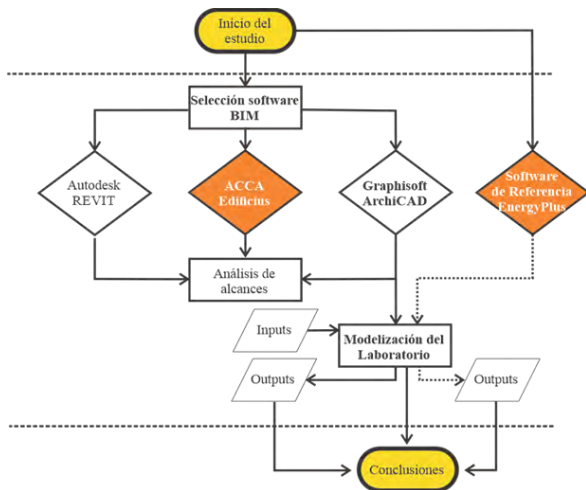 Inicio del
estudio
Selección software
BIM
Autodesk
REVIT
ACCA
Edificius
Graphisoft
ArchiCAD
Software
de Referencia
EnergyPlus
Análisis de
alcances
Inputs
Modelización del
Laboratorio
Outputs
Outputs
Conclusiones